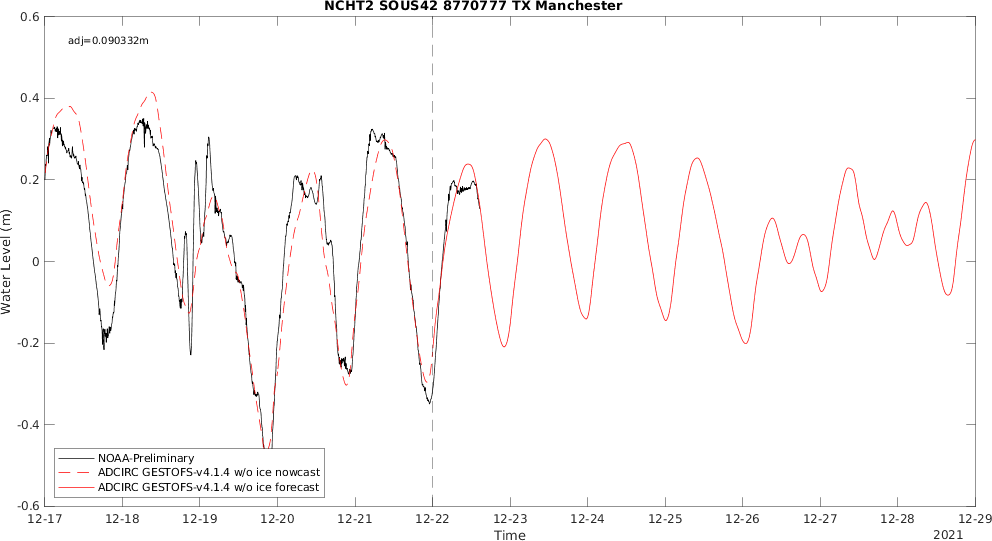 NCHT2 SOUS42 8770777 TX Manchester
adj=0.090332m
0.6
0.4
0.2
0
-0.2
-0.4
-0.6
Water Level (m)
NOAA-Preliminary
ADCIRC GESTOFS-v4.1.4 w/o ice nowcast
ADCIRC GESTOFS-v4.1.4 w/o ice forecast
12-17 12-18 12-19 12-20 12-21 12-22 12-23 12-24 12-25 12-26 12-27 12-28 12-29
Time
2021